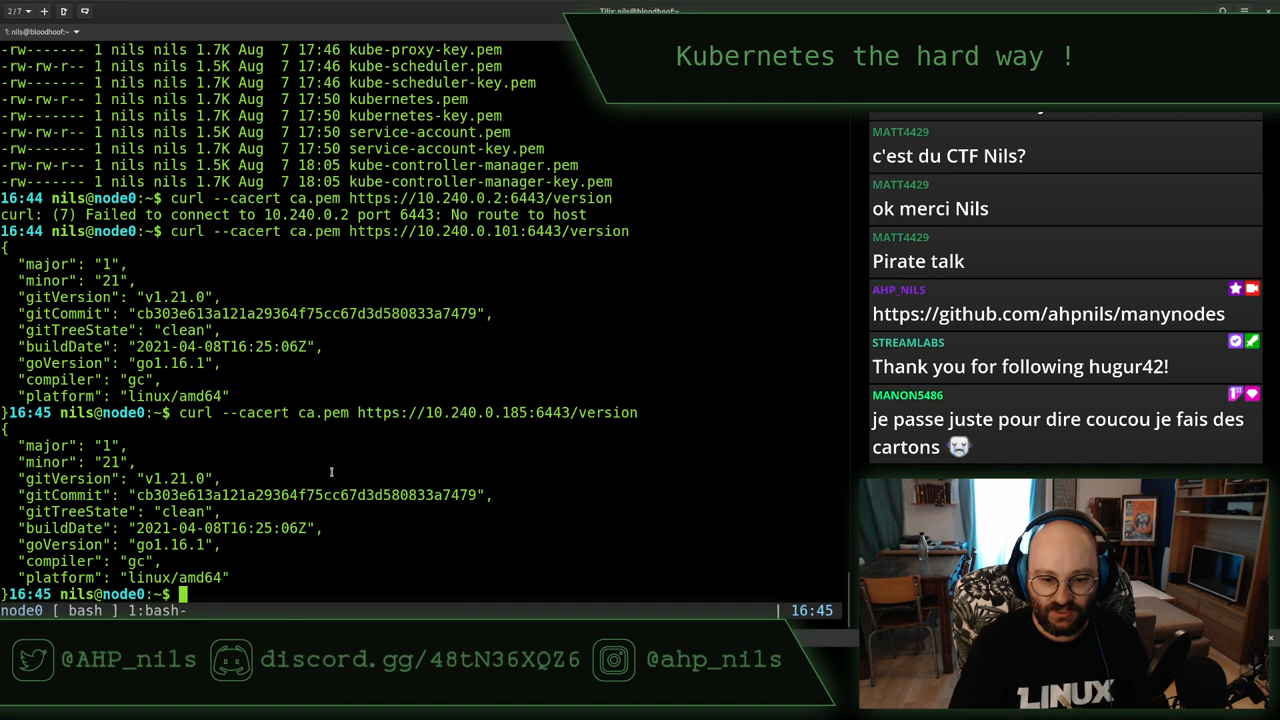 2/7
Tilix: nils@bloodhoof:~
1: nils@bloodhoof:~
-rw------- 1 nils nils 1.7K Aug  7 17:46 kube-proxy-key.pem
-rw-rw-r-- 1 nils nils 1.5K Aug  7 17:46 kube-scheduler.pem
-rw------- 1 nils nils 1.7K Aug  7 17:46 kube-scheduler-key.pem
-rw-rw-r-- 1 nils nils 1.7K Aug  7 17:50 kubernetes.pem
-rw------- 1 nils nils 1.7K Aug  7 17:50 kubernetes-key.pem
-rw-rw-r-- 1 nils nils 1.5K Aug  7 17:50 service-account.pem
-rw------- 1 nils nils 1.7K Aug  7 17:50 service-account-key.pem
-rw-rw-r-- 1 nils nils 1.5K Aug  7 18:05 kube-controller-manager.pem
-rw------- 1 nils nils 1.7K Aug  7 18:05 kube-controller-manager-key.pem
16:44 nils@node0:~$ curl --cacert ca.pem https://10.240.0.2:6443/version
curl: (7) Failed to connect to 10.240.0.2 port 6443: No route to host
16:44 nils@node0:~$ curl --cacert ca.pem https://10.240.0.101:6443/version
{
  "major": "1",
  "minor": "21",
  "gitVersion": "v1.21.0",
  "gitCommit": "cb303e613a121a29364f75cc67d3d580833a7479",
  "gitTreeState": "clean",
  "buildDate": "2021-04-08T16:25:06Z",
  "goVersion": "go1.16.1",
  "compiler": "gc",
  "platform": "linux/amd64"
}16:45 nils@node0:~$ curl --cacert ca.pem https://10.240.0.185:6443/version
{
  "major": "1",
  "minor": "21",
  "gitVersion": "v1.21.0",
  "gitCommit": "cb303e613a121a29364f75cc67d3d580833a7479",
  "gitTreeState": "clean",
  "buildDate": "2021-04-08T16:25:06Z",
  "goVersion": "go1.16.1",
  "compiler": "gc",
  "platform": "linux/amd64"
}16:45 nils@node0:~$
node0 [ bash ] 1:bash- | 16:45
Kubernetes the hard way !
MATT4429
c'est du CTF Nils?
MATT4429
ok merci Nils
MATT4429
Pirate talk
AHP_NILS
https://github.com/ahpnils/manynodes
STREAMLABS
Thank you for following hugur42!
MANON5486
je passe juste pour dire coucou je fais des
cartons
LINUX
@AHP_nils
discord.gg/48tN36XQZ6
@ahp_nils